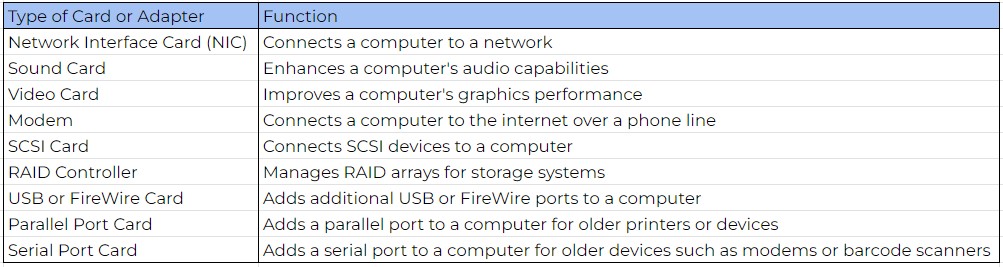 Type of Card or Adapter Function
Network Interface Card (NIC) Connects a computer to a network
Sound Card Enhances a computer's audio capabilities
Video Card Improves a computer's graphics performance
Modem Connects a computer to the internet over a phone line
SCSI Card Connects SCSI devices to a computer
RAID Controller Manages RAID arrays for storage systems
USB or FireWire Card Adds additional USB or FireWire ports to a computer
Parallel Port Card Adds a parallel port to a computer for older printers or devices
Serial Port Card Adds a serial port to a computer for older devices such as modems or barcode scanners